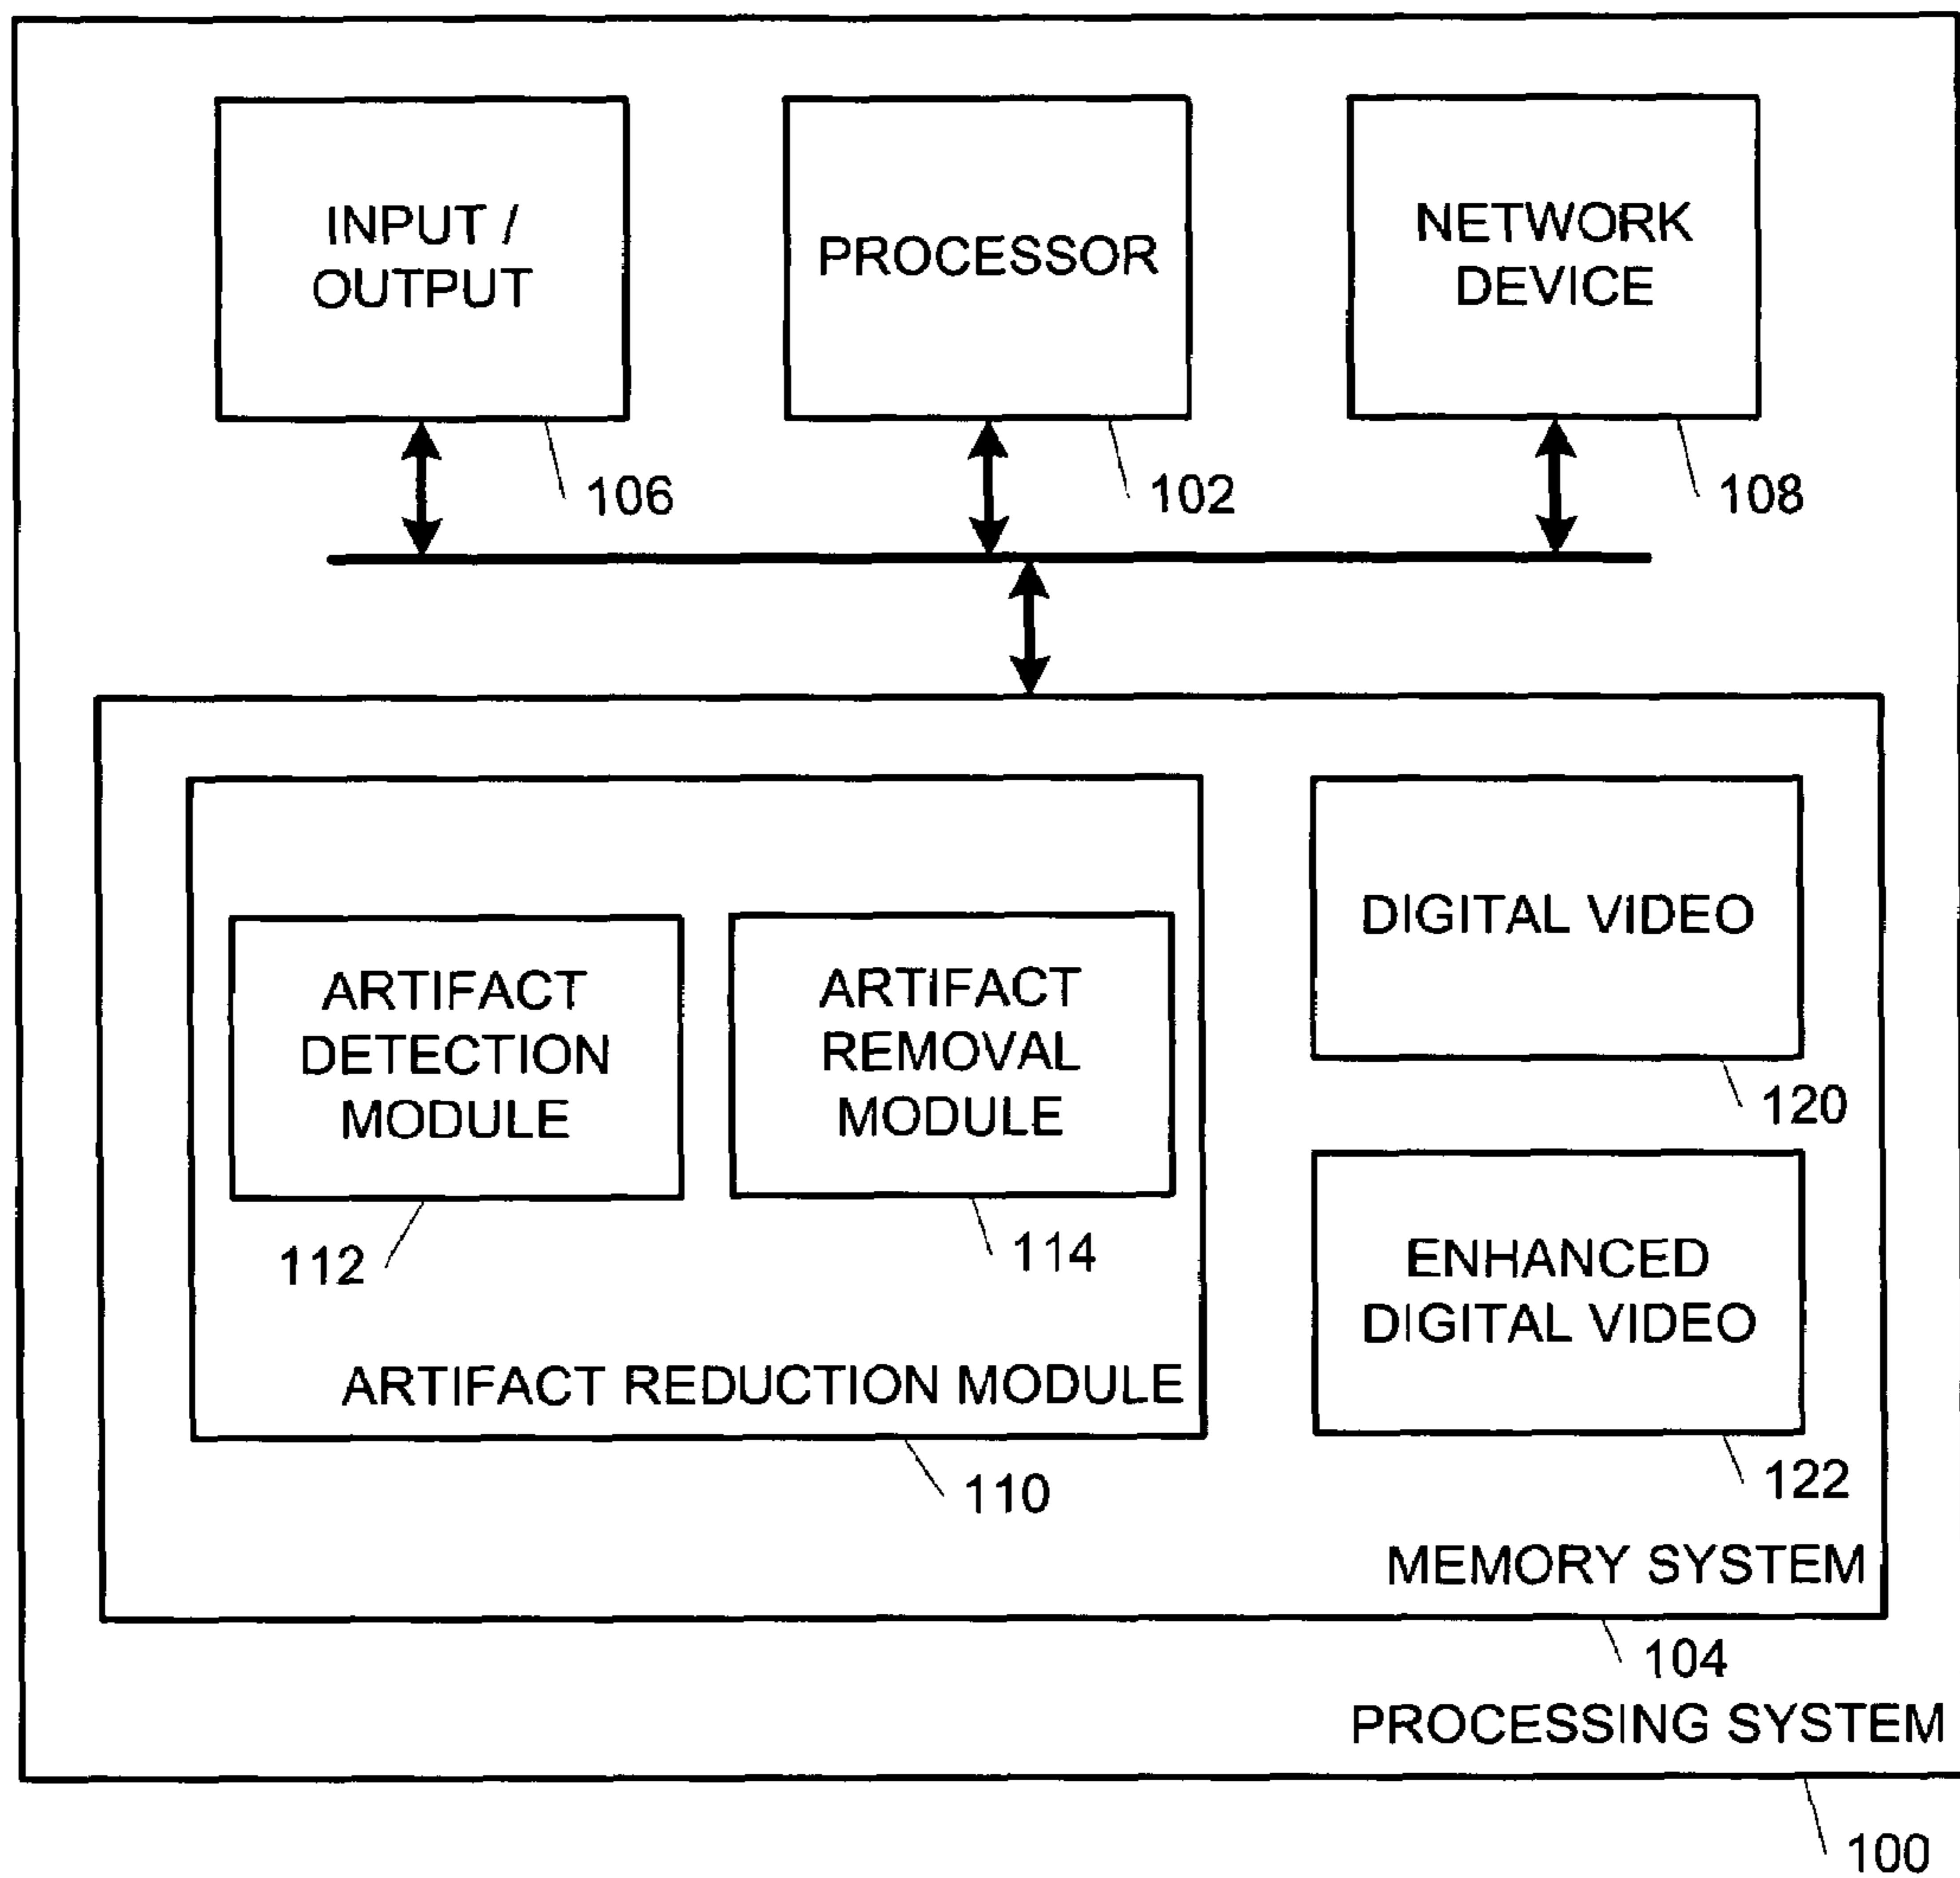 INPUT /
OUTPUT
PROCESSOR
NETWORK
DEVICE
106
102
108
ARTIFACT
DETECTION
MODULE
112
ARTIFACT
REMOVAL
MODULE
114
ARTIFACT REDUCTION MODULE
110
DIGITAL VIDEO
120
ENHANCED
DIGITAL VIDEO
122
MEMORY SYSTEM
104
PROCESSING SYSTEM
100